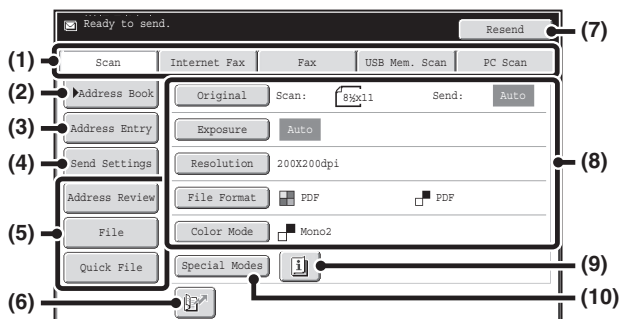 Ready to send.
Resend
(7)
(1)
Scan
Internet Fax
Fax
USB Mem. Scan
PC Scan
(2)
Address Book
Original
Scan:
8½x11
Send:
Auto
(3)
Address Entry
Exposure
Auto
(4)
Send Settings
Resolution
200X200dpi
(8)
Address Review
File Format
PDF
PDF
(5)
File
Color Mode
Mono2
Quick File
Special Modes
(9)
(6)
(10)